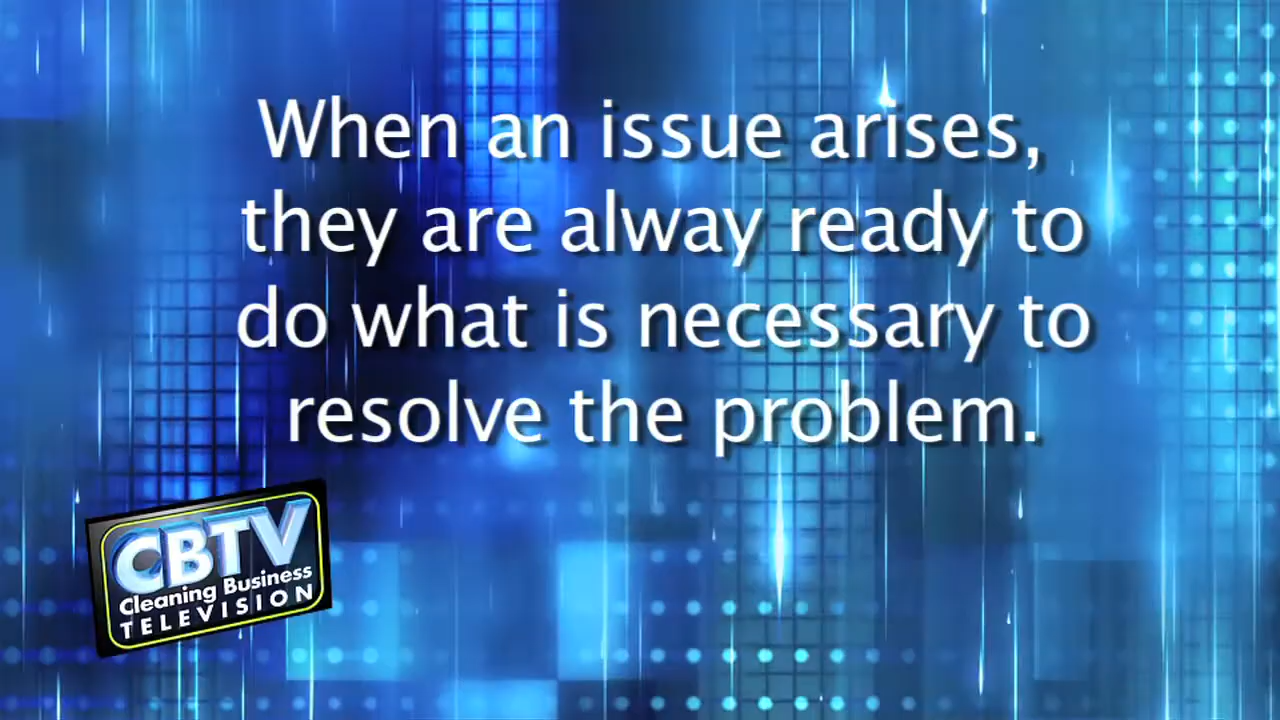 When an issue arises,
they are alway ready to
do what is necessary to
resolve the problem.
CBTV
Cleaning Business
TELEVISION